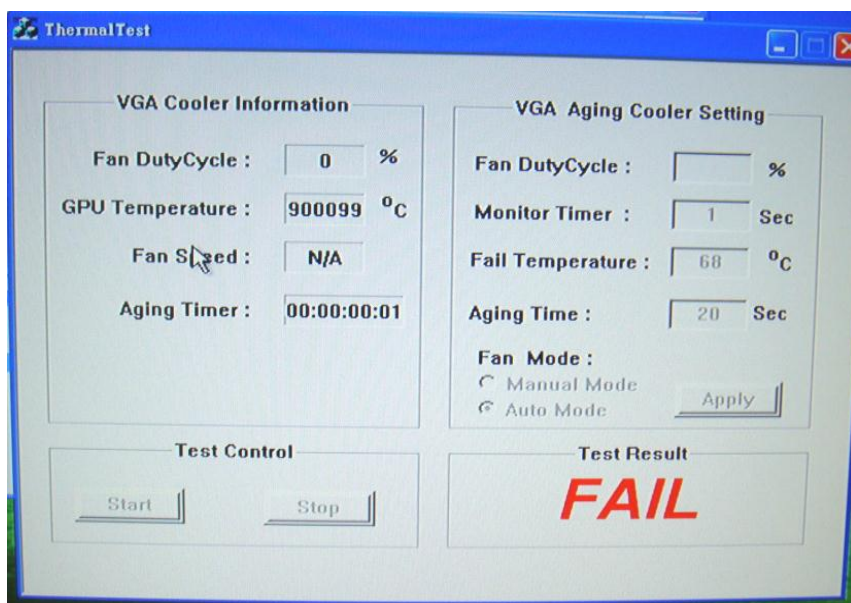 ThermalTest
VGA Cooler Information
Fan DutyCycle : 0 %
GPU Temperature : 900099 °C
Fan Speed : N/A
Aging Timer : 00:00:00:01
VGA Aging Cooler Setting
Fan DutyCycle : %
Monitor Timer : 1 Sec
Fail Temperature : 68 °C
Aging Time : 20 Sec
Fan Mode :
Manual Mode
Auto Mode
Apply
Test Control
Start Stop
Test Result
FAIL